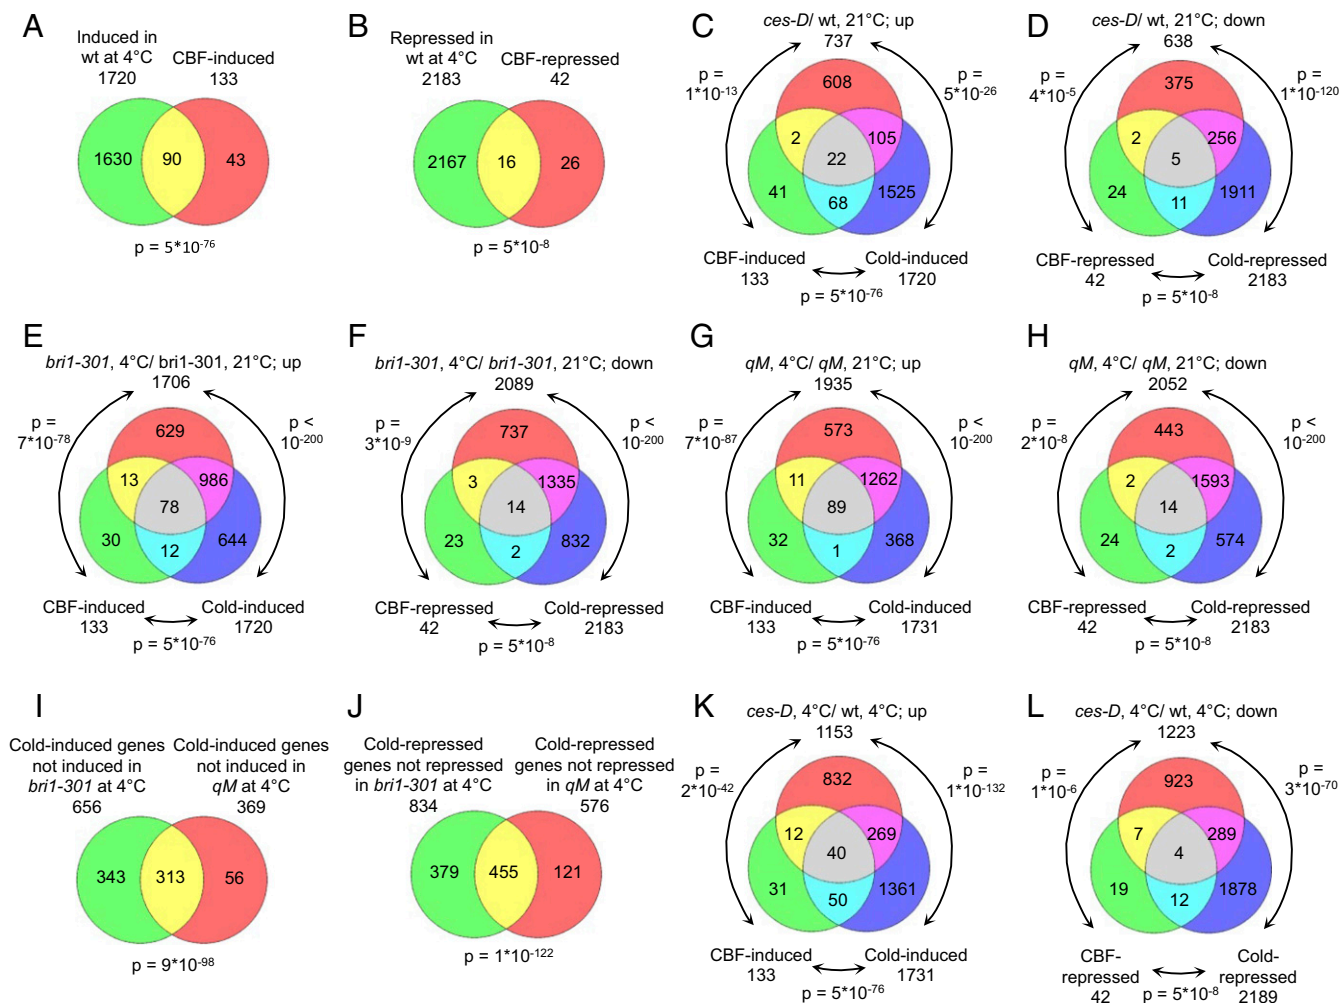 A
Induced in
wt at 4°C
1720
CBF-induced
133
1630
90
43
p = 5*10-76
B
Repressed in
wt at 4°C
2183
CBF-repressed
42
2167
16
26
p = 5*10-8
C
ces-D/ wt, 21°C; up
737
p =
1*10-13
p =
5*10-26
608
2
105
22
41
68
1525
CBF-induced
133
Cold-induced
1720
p = 5*10-76
D
ces-D/ wt, 21°C; down
638
p =
4*10-5
p =
1*10-120
375
2
256
5
24
11
1911
CBF-repressed
42
Cold-repressed
2183
p = 5*10-8
E
bri1-301, 4°C/ bri1-301, 21°C; up
1706
p =
7*10-78
p <
10-200
629
13
986
78
30
12
644
CBF-induced
133
Cold-induced
1720
p = 5*10-76
F
bri1-301, 4°C/ bri1-301, 21°C; down
2089
p =
3*10-9
p <
10-200
737
3
1335
14
23
2
832
CBF-repressed
42
Cold-repressed
2183
p = 5*10-8
G
qM, 4°C/ qM, 21°C; up
1935
p =
7*10-87
p <
10-200
573
11
1262
89
32
1
368
CBF-induced
133
Cold-induced
1731
p = 5*10-76
H
qM, 4°C/ qM, 21°C; down
2052
p =
2*10-8
p <
10-200
443
2
1593
14
24
2
574
CBF-repressed
42
Cold-repressed
2183
p = 5*10-8
I
Cold-induced genes
not induced in
bri1-301 at 4°C
656
Cold-induced genes
not induced in
qM at 4°C
369
343
313
56
p = 9*10-98
J
Cold-repressed
genes not repressed
in bri1-301 at 4°C
834
Cold-repressed
genes not repressed
in qM at 4°C
576
379
455
121
p = 1*10-122
K
ces-D, 4°C/ wt, 4°C; up
1153
p =
2*10-42
p =
1*10-132
832
12
269
40
31
50
1361
CBF-induced
133
Cold-induced
1731
p = 5*10-76
L
ces-D, 4°C/ wt, 4°C; down
1223
p =
1*10-6
p =
3*10-70
923
7
289
4
19
12
1878
CBF-
repressed
42
Cold-
repressed
2189
p = 5*10-8